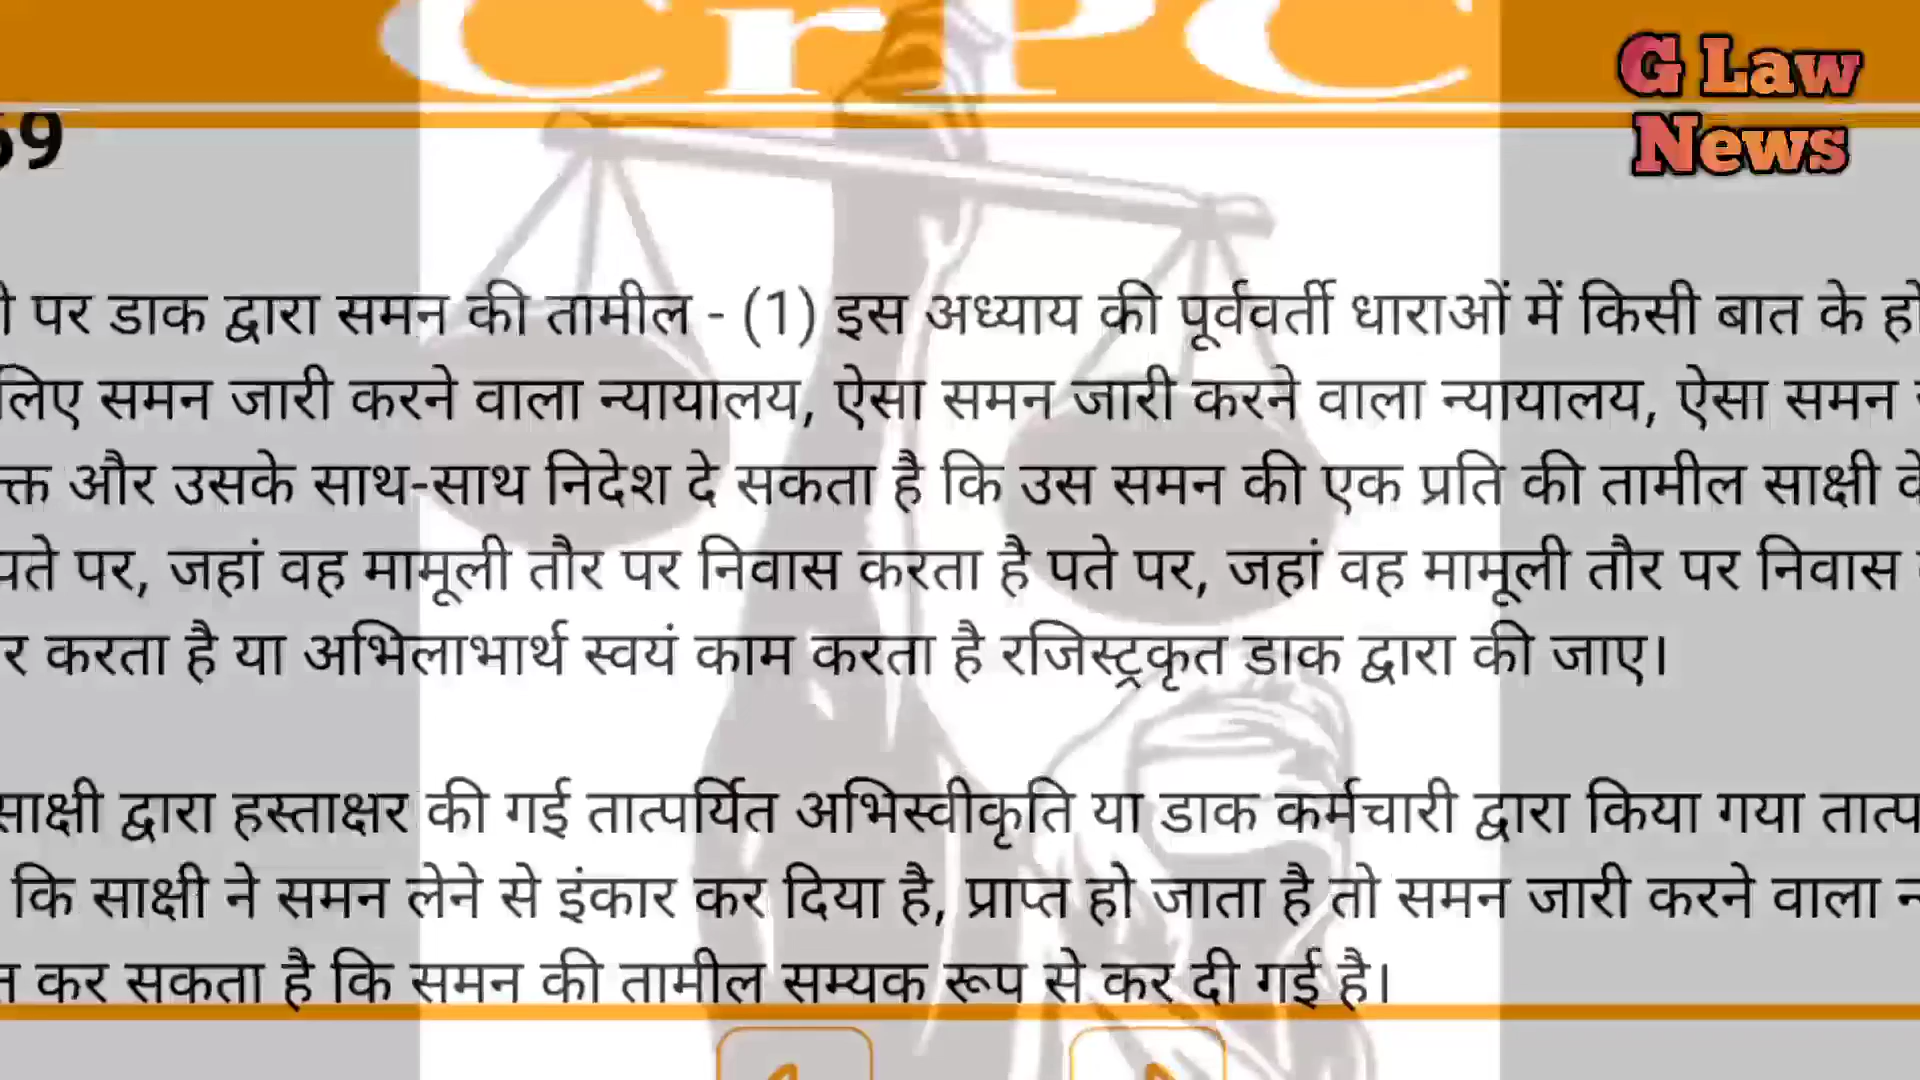 CrPC
G Law
News
59
पर डाक द्वारा समन की तामील - (1) इस अध्याय की पूर्ववर्ती धाराओं में किसी बात के
लिए समन जारी करने वाला न्यायालय, ऐसा समन जारी करने वाला न्यायालय, ऐसा समन
और उसके साथ-साथ निदेश दे सकता है कि उस समन की एक प्रति की तामील साक्षी
पते पर, जहां वह मामूली तौर पर निवास करता है पते पर, जहां वह मामूली तौर पर निवास
करता है या अभिलाभार्थ स्वयं काम करता है रजिस्ट्रकृत डाक द्वारा की जाए।
साक्षी द्वारा हस्ताक्षर की गई तात्पर्यित अभिस्वीकृति या डाक कर्मचारी द्वारा किया गया
कि साक्षी ने समन लेने से इंकार कर दिया है, प्राप्त हो जाता है तो समन जारी करने वाला
कर सकता है कि समन की तामील सम्यक रूप से कर दी गई है।